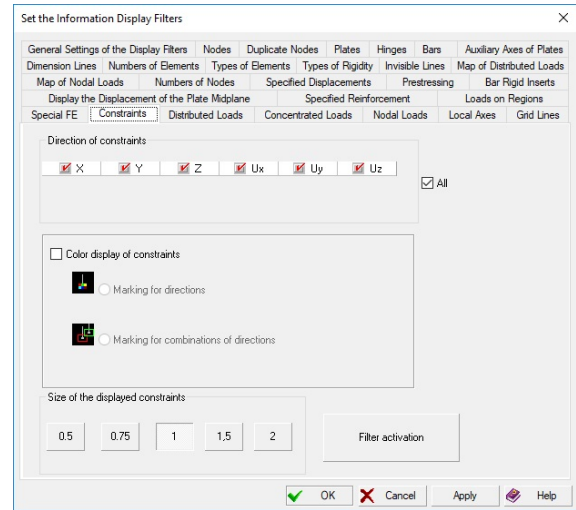 Set the Information Display Filters
General Settings of the Display Filters Nodes Duplicate Nodes Plates Hinges Bars Auxiliary Axes of Plates
Dimension Lines Numbers of Elements Types of Elements Types of Rigidity Invisible Lines Map of Distributed Loads
Map of Nodal Loads Numbers of Nodes Specified Displacements Prestressing Bar Rigid Inserts
Display the Displacement of the Plate Midplane Specified Reinforcement Loads on Regions
Special FE Constraints Distributed Loads Concentrated Loads Nodal Loads Local Axes Grid Lines
Direction of constraints
X Y Z Ux Uy Uz
All
Color display of constraints
Marking for directions
Marking for combinations of directions
Size of the displayed constraints
0.5 0.75 1 1,5 2 Filter activation
OK Cancel Apply Help